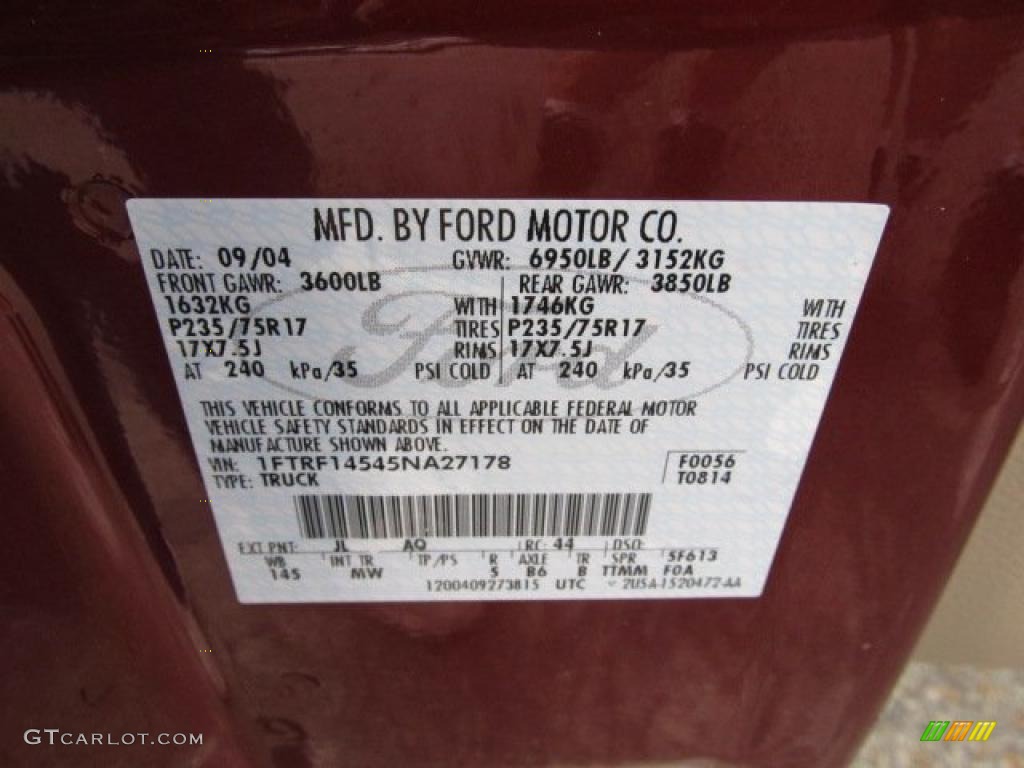 MFD. BY FORD MOTOR CO.
DATE: 09/04 GVWR: 6950LB/ 3152KG
FRONT GAWR: 3600LB REAR GAWR: 3850LB
1632KG WITH 1746KG WITH
P235/75R17 TIRES P235/75R17 TIRES
17X7.5J RIMS 17X7.5J RIMS
AT 240 kPa/35 PSI COLD AT 240 kPa/35 PSI COLD
Ford
THIS VEHICLE CONFORMS TO ALL APPLICABLE FEDERAL MOTOR
VEHICLE SAFETY STANDARDS IN EFFECT ON THE DATE OF
MANUFACTURE SHOWN ABOVE.
VIN: 1FTRF14545NA27178 F0056
TYPE: TRUCK T0814
EXT PNT: JL AQ RC: 44 DSO:
WB INT TR TP/PS R AXLE TR SPR 5F613
145 MW 5 B6 B TTMM F0A
1200409273815 UTC 2U5A-1520472-AA
GTCARLOT.COM